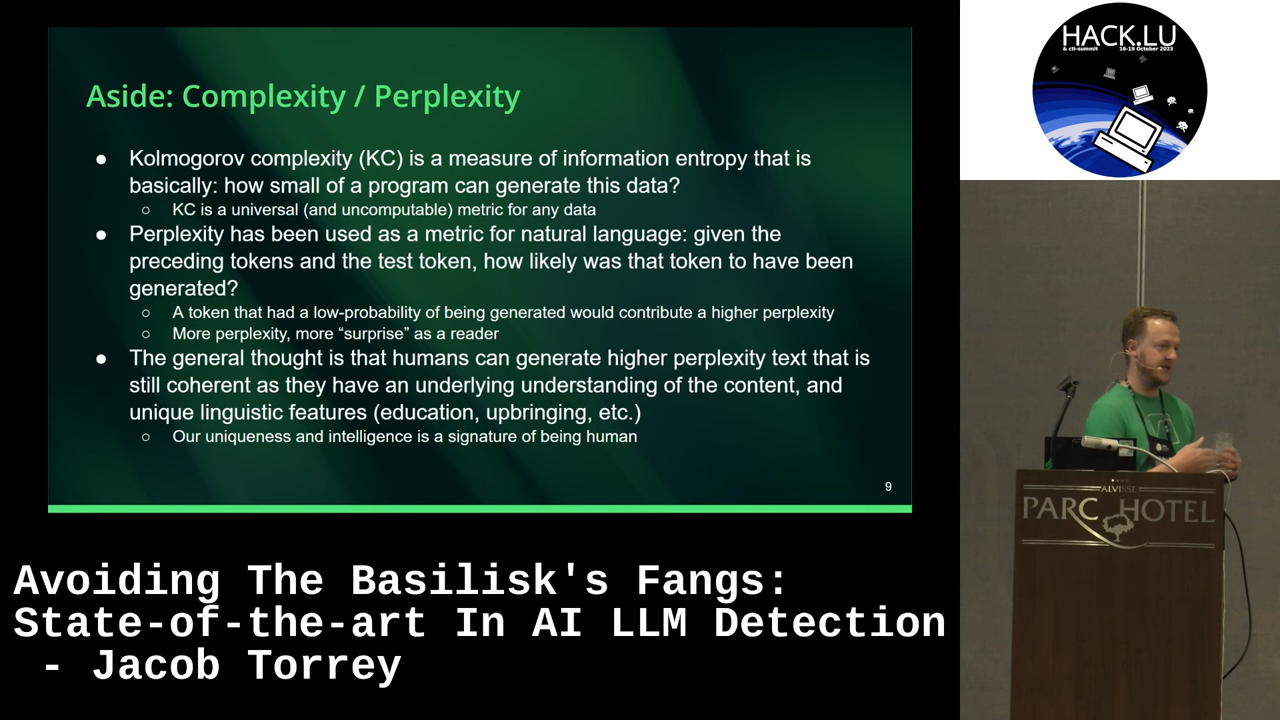 Aside: Complexity / Perplexity
● Kolmogorov complexity (KC) is a measure of information entropy that is
basically: how small of a program can generate this data?
○ KC is a universal (and uncomputable) metric for any data
● Perplexity has been used as a metric for natural language: given the
preceding tokens and the test token, how likely was that token to have been
generated?
○ A token that had a low-probability of being generated would contribute a higher perplexity
○ More perplexity, more “surprise” as a reader
● The general thought is that humans can generate higher perplexity text that is
still coherent as they have an underlying understanding of the content, and
unique linguistic features (education, upbringing, etc.)
○ Our uniqueness and intelligence is a signature of being human
9
HACK.LU
& cti-summit 16-19 October 2023
ALVISSE
PARC HOTEL
Avoiding The Basilisk's Fangs:
State-of-the-art In AI LLM Detection
- Jacob Torrey